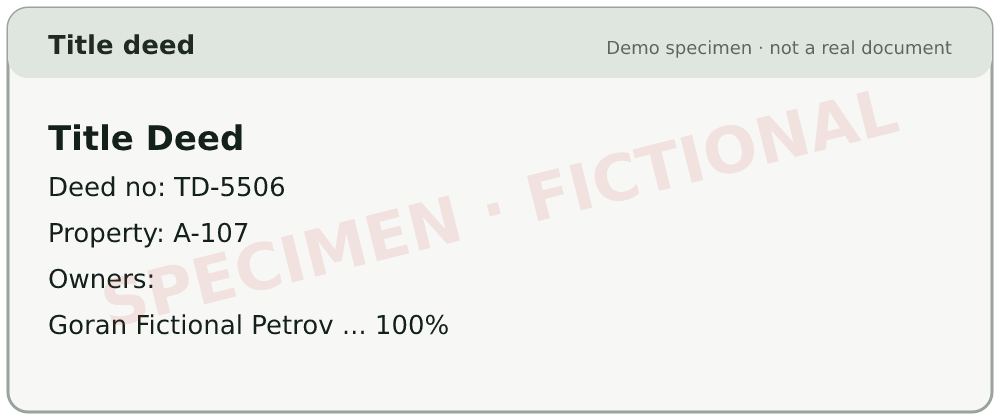 Title deed
Demo specimen · not a real document
Title Deed
Deed no: TD-5506
Property: A-107
Owners:
Goran Fictional Petrov ... 100%
SPECIMEN · FICTIONAL